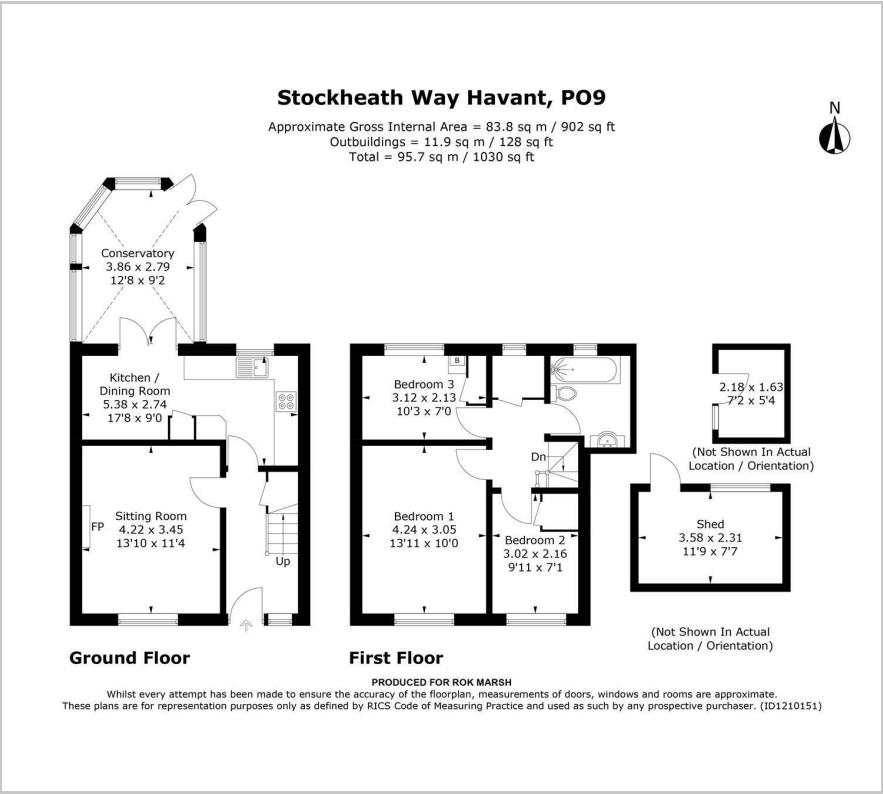 Stockheath Way Havant, PO9
Approximate Gross Internal Area = 83.8 sq m / 902 sq ft
Outbuildings = 11.9 sq m / 128 sq ft
Total = 95.7 sq m / 1030 sq ft
N
Conservatory
3.86 x 2.79
12'8 x 9'2
Kitchen /
Dining Room
5.38 x 2.74
17'8 x 9'0
Sitting Room
4.22 x 3.45
13'10 x 11'4
FP
Up
Ground Floor
B
Bedroom 3
3.12 x 2.13
10'3 x 7'0
Dn
Bedroom 1
4.24 x 3.05
13'11 x 10'0
Bedroom 2
3.02 x 2.16
9'11 x 7'1
First Floor
2.18 x 1.63
7'2 x 5'4
(Not Shown In Actual
Location / Orientation)
Shed
3.58 x 2.31
11'9 x 7'7
(Not Shown In Actual
Location / Orientation)
PRODUCED FOR ROK MARSH
Whilst every attempt has been made to ensure the accuracy of the floorplan, measurements of doors, windows and rooms are approximate.
These plans are for representation purposes only as defined by RICS Code of Measuring Practice and used as such by any prospective purchaser. (ID1210151)